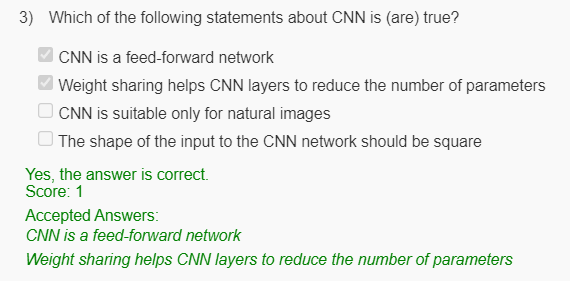 3) Which of the following statements about CNN is (are) true?
CNN is a feed-forward network
Weight sharing helps CNN layers to reduce the number of parameters
CNN is suitable only for natural images
The shape of the input to the CNN network should be square
Yes, the answer is correct.
Score: 1
Accepted Answers:
CNN is a feed-forward network
Weight sharing helps CNN layers to reduce the number of parameters